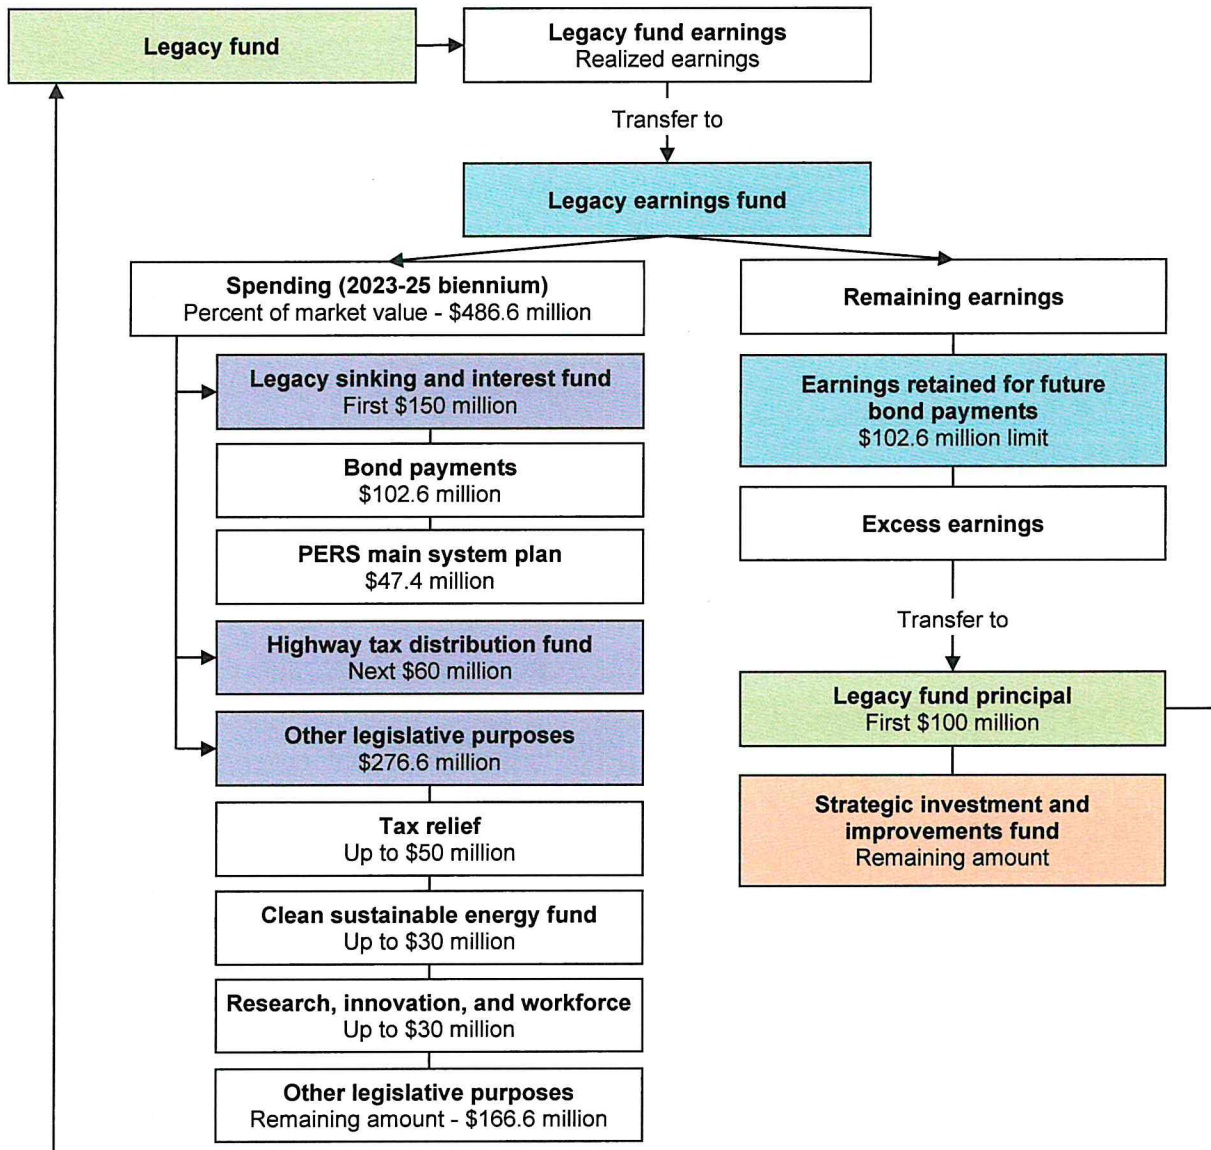 Legacy fund
Legacy fund earnings
Realized earnings
Transfer to
Legacy earnings fund
Spending (2023-25 biennium)
Percent of market value - $486.6 million
Legacy sinking and interest fund
First $150 million
Bond payments
$102.6 million
PERS main system plan
$47.4 million
Highway tax distribution fund
Next $60 million
Other legislative purposes
$276.6 million
Tax relief
Up to $50 million
Clean sustainable energy fund
Up to $30 million
Research, innovation, and workforce
Up to $30 million
Other legislative purposes
Remaining amount - $166.6 million
Remaining earnings
Earnings retained for future
bond payments
$102.6 million limit
Excess earnings
Transfer to
Legacy fund principal
First $100 million
Strategic investment and
improvements fund
Remaining amount